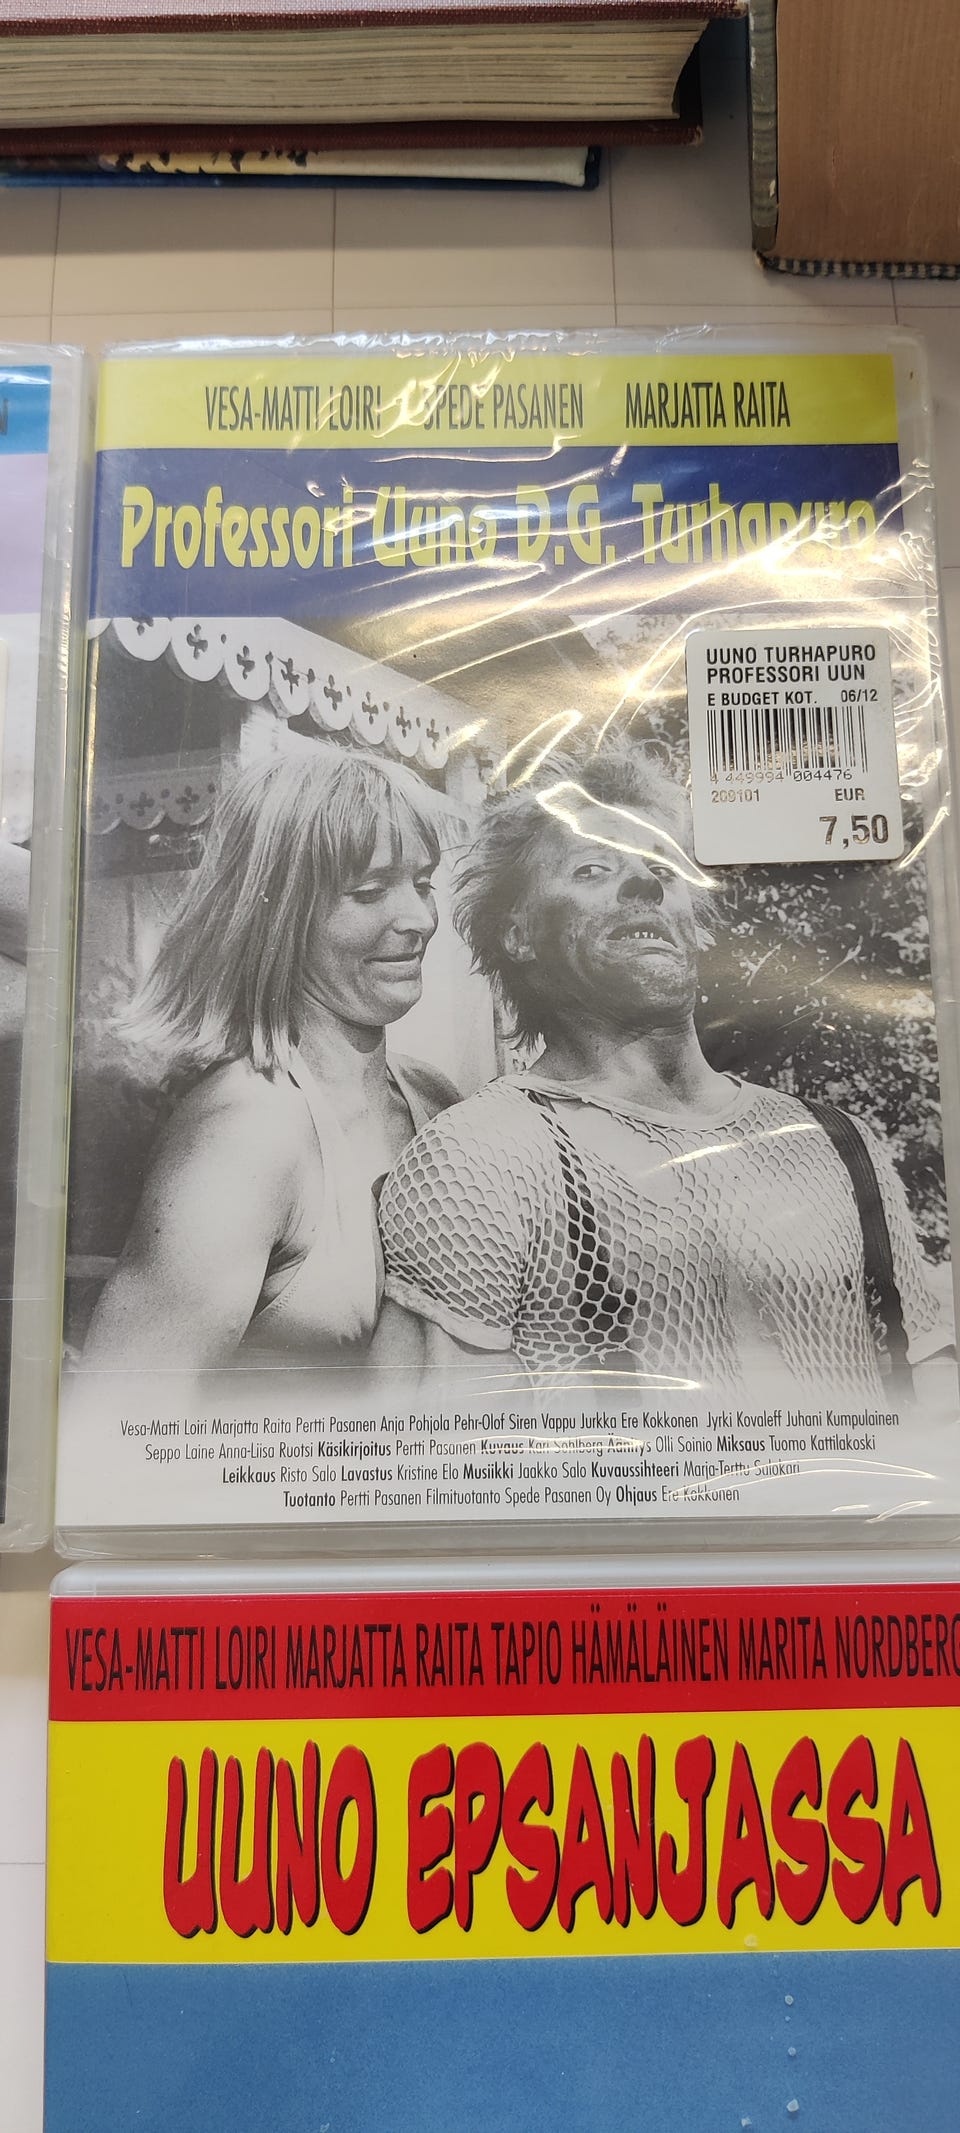 VESA-MATTI LOIRI SPEDE PASANEN MARJATTA RAITA
Professori Uuno D.G. Turhapuro
UUNO TURHAPURO
PROFESSORI UUN
E BUDGET KOT. 06/12
4 449994 004476
209101 EUR
7,50
Vesa-Matti Loiri Marjatta Raita Pertti Pasanen Anja Pohjola Pehr-Olof Siren Vappu Jurkka Ere Kokkonen Jyrki Kovaleff Juhani Kumpulainen
Seppo Laine Anna-Liisa Ruotsi Käsikirjoitus Pertti Pasanen Kuvaus Kari Sohlberg Äänitys Olli Soinio Miksaus Tuomo Kattilakoski
Leikkaus Risto Salo Lavastus Kristine Elo Musiikki Jaakko Salo Kuvaussihteeri Marja-Terttu Salokari
Tuotanto Pertti Pasanen Filmituotanto Spede Pasanen Oy Ohjaus Ere Kokkonen
VESA-MATTI LOIRI MARJATTA RAITA TAPIO HÄMÄLÄINEN MARITA NORDBERG
UUNO EPSANJASSA